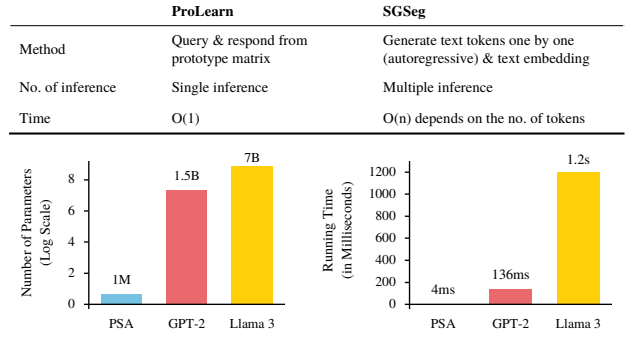 ProLearn SGSeg
Method
Query & respond from
prototype matrix
Generate text tokens one by one
(autoregressive) & text embedding
No. of inference Single inference Multiple inference
Time O(1) O(n) depends on the no. of tokens
Number of Parameters
(Log Scale)
8
6
4
2
0
1M
1.5B
7B
PSA GPT-2 Llama 3
Running Time
(in Milliseconds)
1200
1000
800
600
400
200
0
4ms
136ms
1.2s
PSA GPT-2 Llama 3